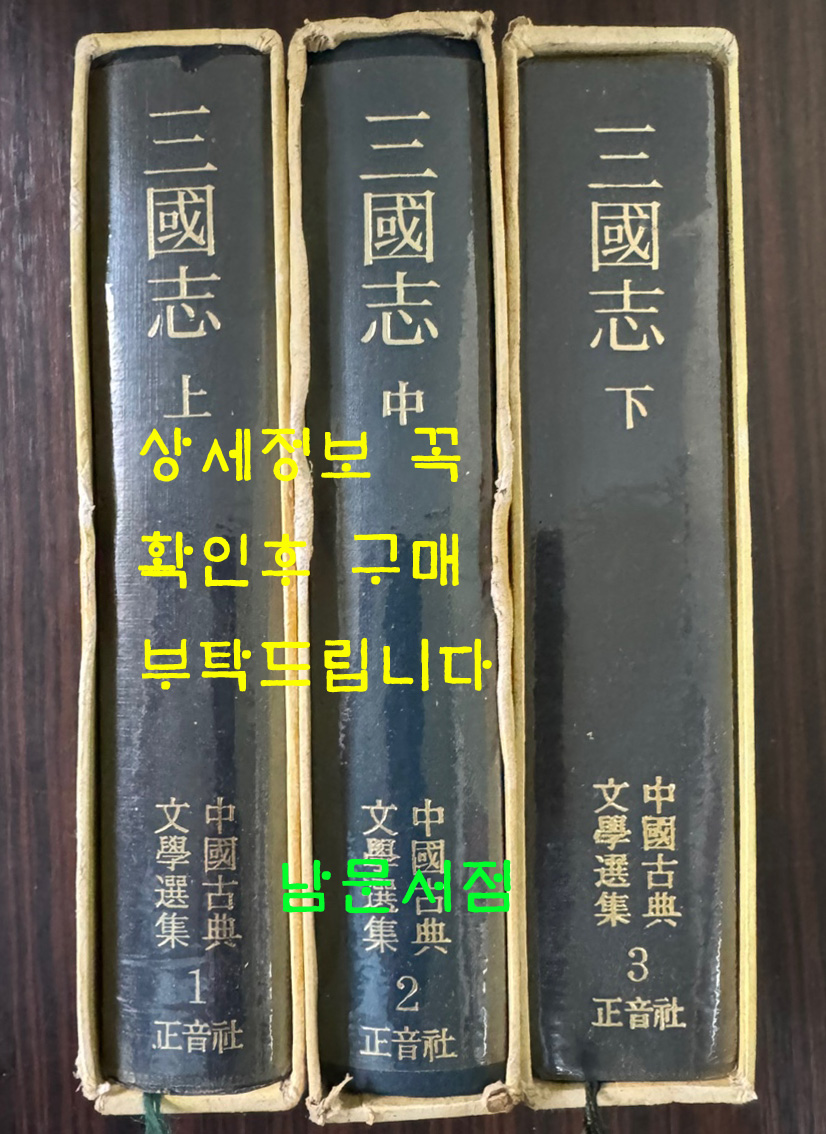 三國志 上
中國古典
文學選集
1
正音社
三國志 中
中國古典
文學選集
2
正音社
三國志 下
中國古典
文學選集
3
正音社
상세정보 꼭
확인후 구매
부탁드립니다
남문서점